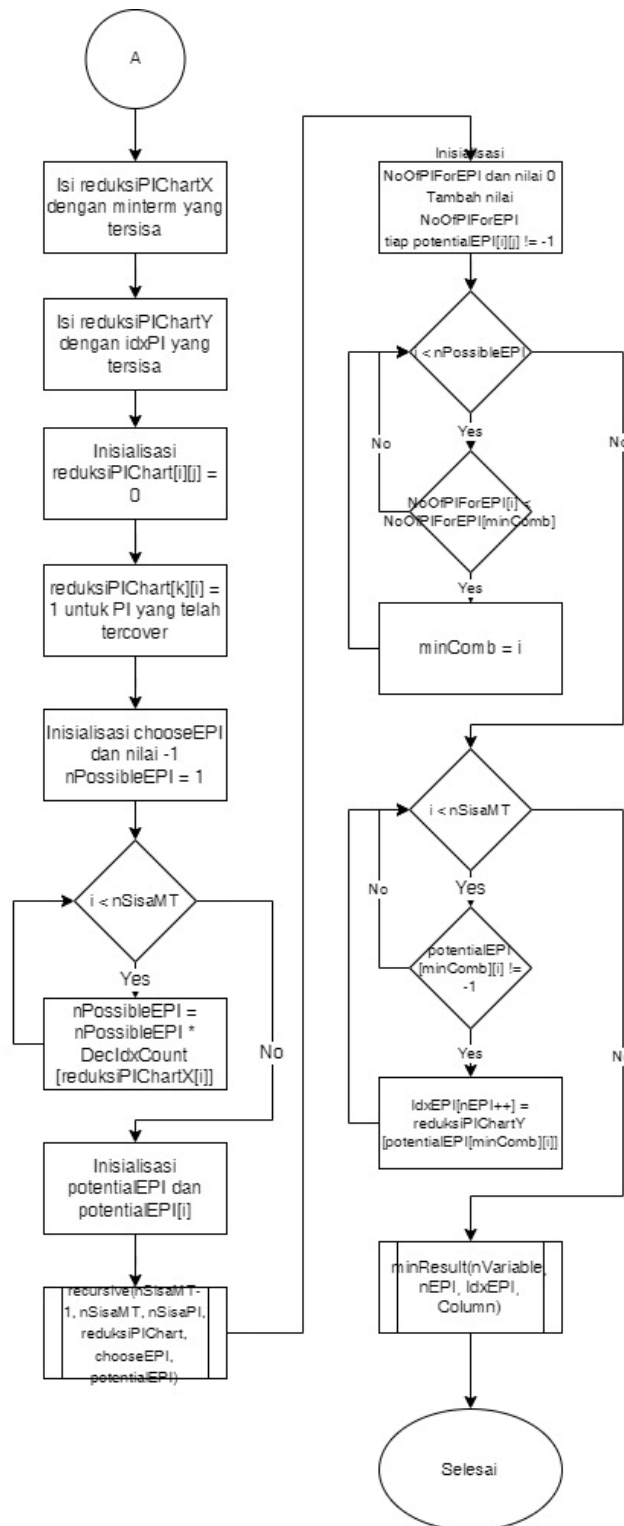 A
Isi reduksiPIChartX
dengan minterm yang
tersisa
Isi reduksiPIChartY
dengan idxPI yang
tersisa
Inisialisasi
reduksiPIChart[i][j] =
0
reduksiPIChart[k][i] =
1 untuk PI yang telah
tercover
Inisialisasi chooseEPI
dan nilai -1
nPossibleEPI = 1
i < nSisaMT
Yes
nPossibleEPI =
nPossibleEPI *
DecIdxCount
[reduksiPIChartX[i]]
No
Inisialisasi
potentialEPI dan
potentialEPI[i]
recursive(nSisaMT-
1, nSisaMT, nSisaPI,
reduksiPIChart,
chooseEPI,
potentialEPI)
Inisialisasi
NoOfPIForEPI dan nilai 0
Tambah nilai
NoOfPIForEPI
tiap potentialEPI[i][j] != -1
i < nPossibleEPI
No
Yes
No
NoOfPIForEPI[i] <
NoOfPIForEPI[minComb]
Yes
minComb = i
i < nSisaMT
No
Yes
potentialEPI
[minComb][i] !=
-1
Yes
No
IdxEPI[nEPI++] =
reduksiPIChartY
[potentialEPI[minComb][i]]
minResult(nVariable,
nEPI, IdxEPI,
Column)
Selesai